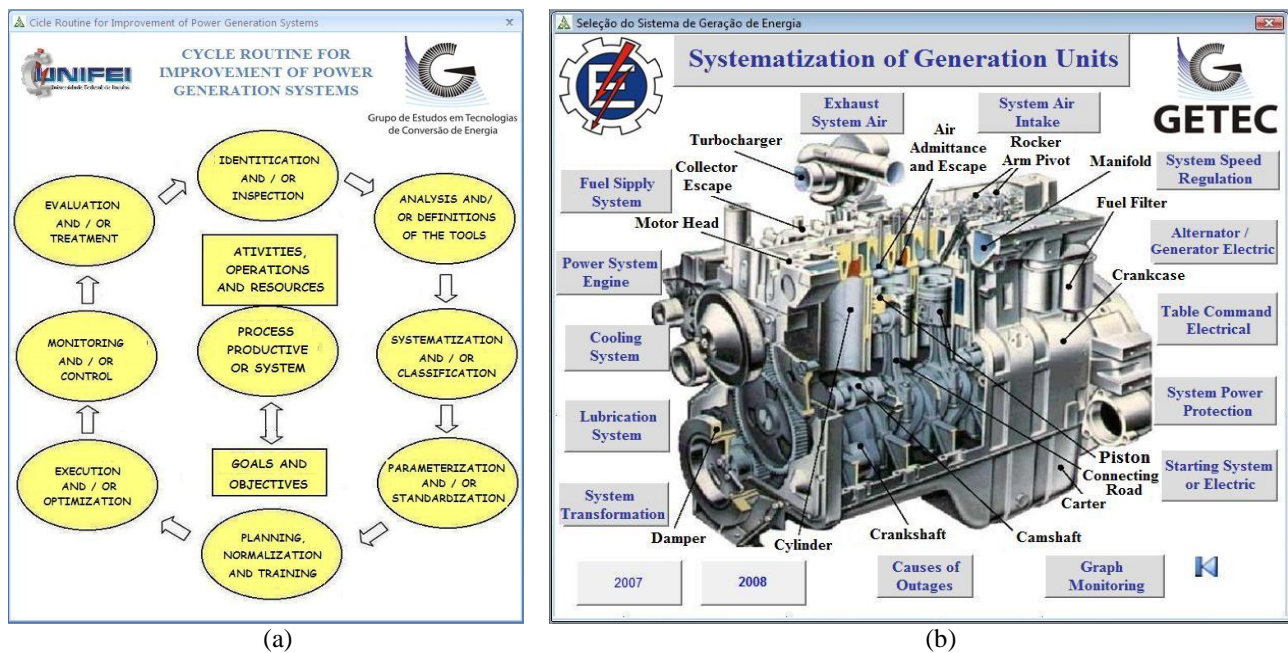 Cicle Routine for Improvement of Power Generation Systems
UNIFEI
CYCLE ROUTINE FOR
IMPROVEMENT OF POWER
GENERATION SYSTEMS
Grupo de Estudos em Tecnologias
de Conversão de Energia
IDENTITICATION
AND / OR
INSPECTION
EVALUATION
AND / OR
TREATMENT
ANALYSIS AND/
OR DEFINITIONS
OF THE TOOLS
ATIVITIES,
OPERATIONS
AND RESOURCES
MONITORING
AND / OR
CONTROL
PROCESS
PRODUCTIVE
OR SYSTEM
SYSTEMATIZATION
AND / OR
CLASSIFICATION
EXECUTION
AND / OR
OPTIMIZATION
GOALS AND
OBJECTIVES
PARAMETERIZATION
AND / OR
STANDARDIZATION
PLANNING,
NORMALIZATION
AND TRAINING
(a)
Seleção do Sistema de Geração de Energia
Systematization of Generation Units
E
GETEC
Exhaust
System Air
System Air
Intake
Turbocharger
Air
Admittance
and Escape
Rocker
Arm Pivot
Manifold
System Speed
Regulation
Collector
Escape
Fuel Sipply
System
Fuel Filter
Motor Head
Alternator /
Generator Electric
Power System
Engine
Crankcase
Table Command
Electrical
Cooling
System
System Power
Protection
Lubrication
System
Piston
Connecting
Road
Starting System
or Electric
Carter
System
Transformation
Damper
Cylinder
Crankshaft
Camshaft
2007
2008
Causes of
Outages
Graph
Monitoring
(b)